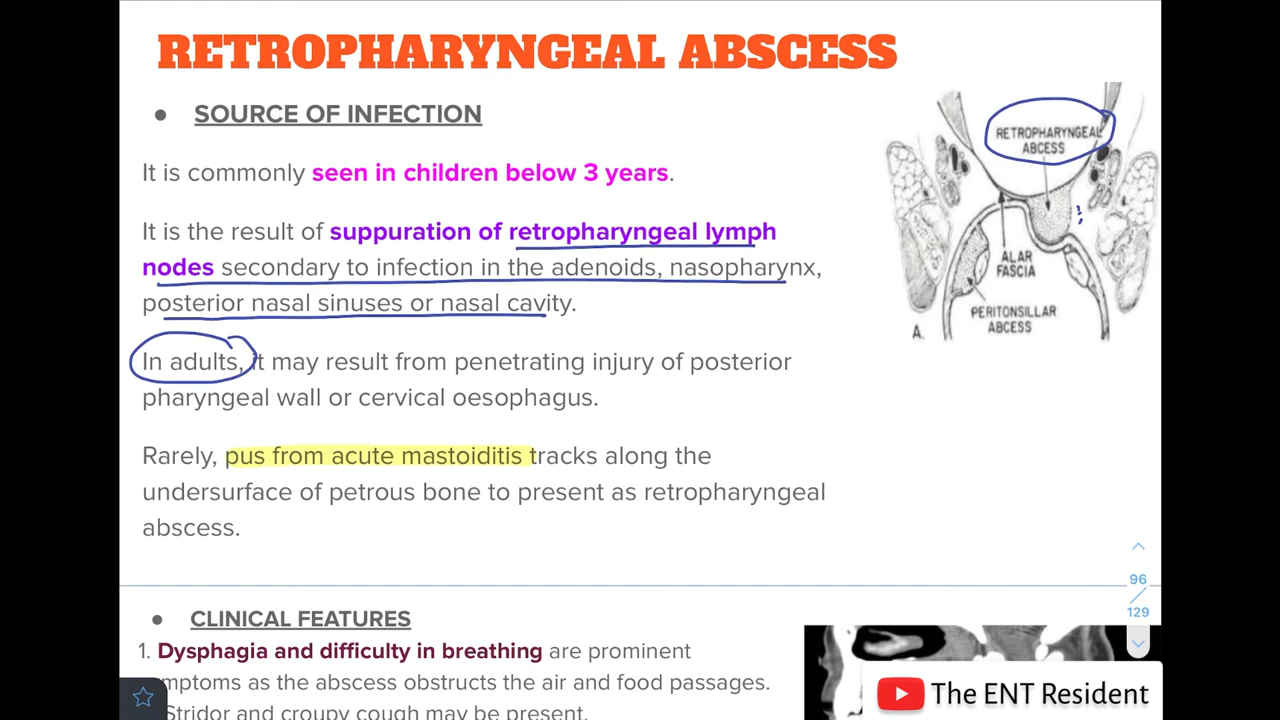 RETROPHARYNGEAL ABSCESS
● SOURCE OF INFECTION
It is commonly seen in children below 3 years.
It is the result of suppuration of retropharyngeal lymph
nodes secondary to infection in the adenoids, nasopharynx,
posterior nasal sinuses or nasal cavity.
In adults, it may result from penetrating injury of posterior
pharyngeal wall or cervical oesophagus.
Rarely, pus from acute mastoiditis tracks along the
undersurface of petrous bone to present as retropharyngeal
abscess.
RETROPHARYNGEAL
ABCESS
ALAR
FASCIA
PERITONSILLAR
ABCESS
A.
96
129
● CLINICAL FEATURES
1. Dysphagia and difficulty in breathing are prominent
mptoms as the abscess obstructs the air and food passages.
Stridor and croupy cough may be present.
The ENT Resident